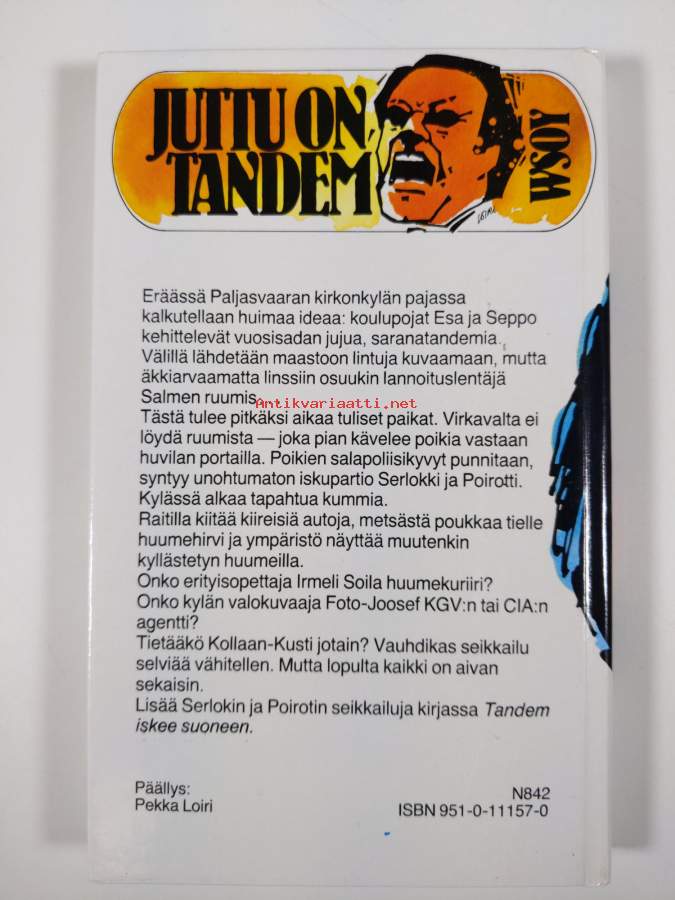 JUTTU ON
TANDEM
WSOY
LOIRI
Eräässä Paljasvaaran kirkonkylän pajassa
kalkutellaan huimaa ideaa: koulupojat Esa ja Seppo
kehittelevät vuosisadan jujua, saranatandemia.
Välillä lähdetään maastoon lintuja kuvaamaan, mutta
äkkiarvaamatta linssiin osuukin lannoituslentäjä
Salmen ruumis.
Antikvariaatti.net
Tästä tulee pitkäksi aikaa tuliset paikat. Virkavalta ei
löydä ruumista — joka pian kävelee poikia vastaan
huvilan portailla. Poikien salapoliisikyvyt punnitaan,
syntyy unohtumaton iskupartio Serlokki ja Poirotti.
Kylässä alkaa tapahtua kummia.
Raitilla kiitää kiireisiä autoja, metsästä poukkaa tielle
huumehirvi ja ympäristö näyttää muutenkin
kyllästetyn huumeilla.
Onko erityisopettaja Irmeli Soila huumekuriiri?
Onko kylän valokuvaaja Foto-Joosef KGV:n tai CIA:n
agentti?
Tietääkö Kollaan-Kusti jotain? Vauhdikas seikkailu
selviää vähitellen. Mutta lopulta kaikki on aivan
sekaisin.
Lisää Serlokin ja Poirotin seikkailuja kirjassa Tandem
iskee suoneen.
Päällys:
Pekka Loiri
N842
ISBN 951-0-11157-0